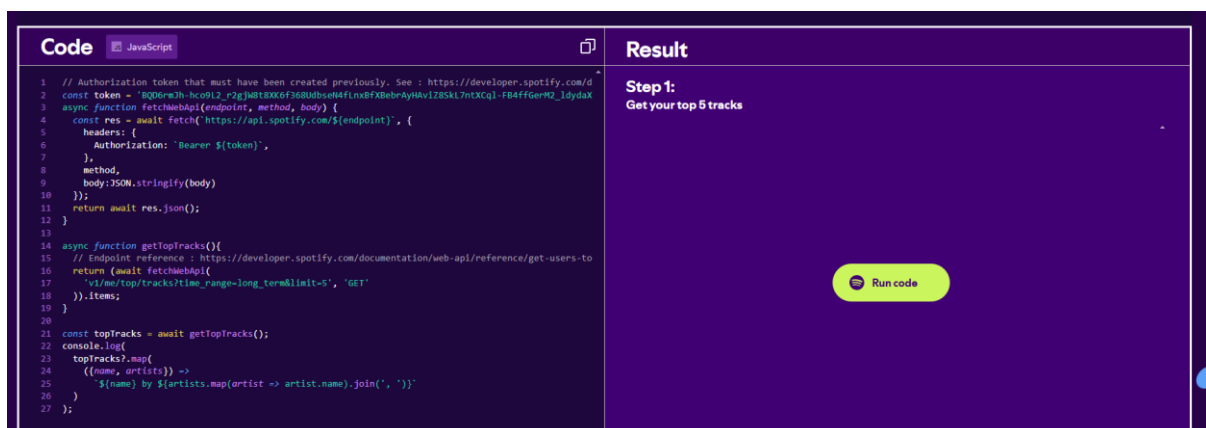 Code
JavaScript
1 // Authorization token that must have been created previously. See : https://developer.spotify.com/d
2 const token = 'BQD6rmJh-hco9L2_r2gjW8t8XK6f368UdbseN4fLnxBfXBebrAyHAviZ8SkL7ntXCql-FB4ffGerM2_ldydaX
3 async function fetchWebApi(endpoint, method, body) {
4 const res = await fetch(`https://api.spotify.com/${endpoint}`, {
5 headers: {
6 Authorization: `Bearer ${token}`,
7 },
8 method,
9 body:JSON.stringify(body)
10 });
11 return await res.json();
12 }
13
14 async function getTopTracks(){
15 // Endpoint reference : https://developer.spotify.com/documentation/web-api/reference/get-users-to
16 return (await fetchWebApi(
17 'v1/me/top/tracks?time_range=long_term&limit=5', 'GET'
18 )).items;
19 }
20
21 const topTracks = await getTopTracks();
22 console.log(
23 topTracks?.map(
24 ({name, artists}) =>
25 `${name} by ${artists.map(artist => artist.name).join(', ')}`
26 )
27 );
Result
Step 1:
Get your top 5 tracks
Run code